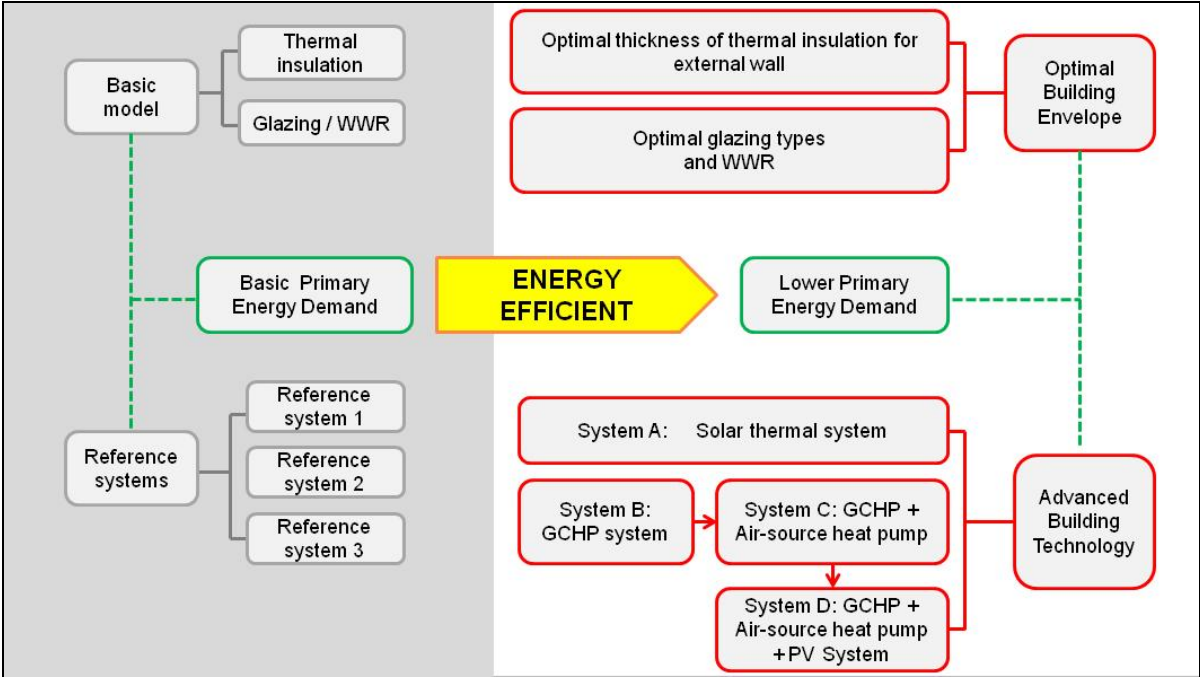 Basic
model
Thermal
insulation
Glazing / WWR
Optimal thickness of thermal insulation for
external wall
Optimal glazing types
and WWR
Optimal
Building
Envelope
Basic Primary
Energy Demand
ENERGY
EFFICIENT
Lower Primary
Energy Demand
Reference
systems
Reference
system 1
Reference
system 2
Reference
system 3
System A: Solar thermal system
System B:
GCHP system
System C: GCHP +
Air-source heat pump
System D: GCHP +
Air-source heat pump
+PV System
Advanced
Building
Technology